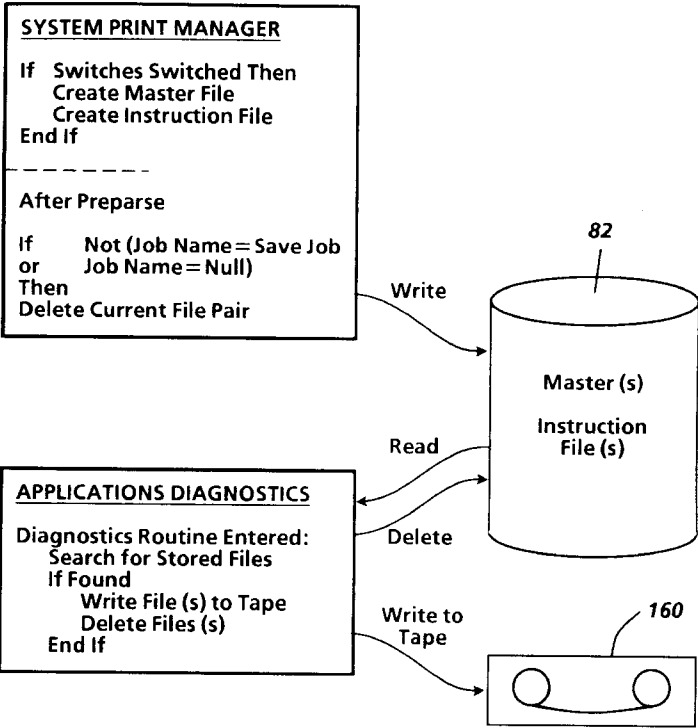 SYSTEM PRINT MANAGER
If Switches Switched Then
Create Master File
Create Instruction File
End If
After Preparse
If Not (Job Name = Save Job
or Job Name = Null)
Then
Delete Current File Pair
Write
82
Master (s)
Instruction
File (s)
Read
Delete
APPLICATIONS DIAGNOSTICS
Diagnostics Routine Entered:
Search for Stored Files
If Found
Write File (s) to Tape
Delete Files (s)
End If
Write to
Tape
160